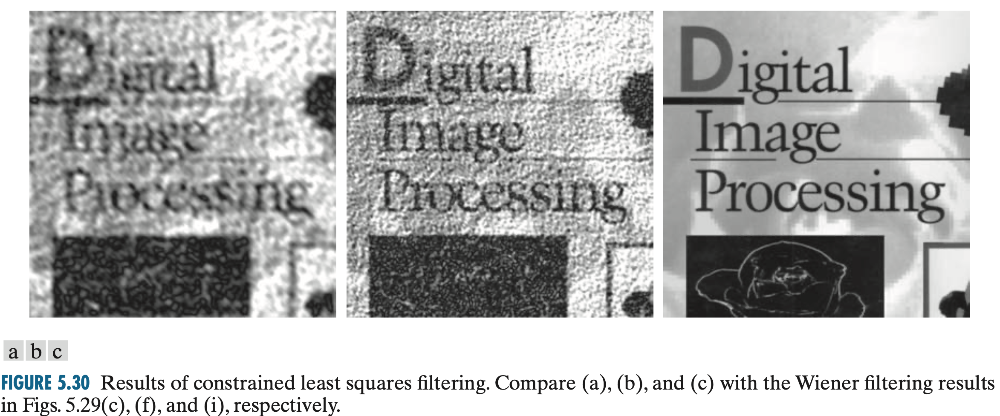 Digital
Image
Processing
Digital
Image
Processing
Digital
Image
Processing
a b c
FIGURE 5.30 Results of constrained least squares filtering. Compare (a), (b), and (c) with the Wiener filtering results
in Figs. 5.29(c), (f), and (i), respectively.